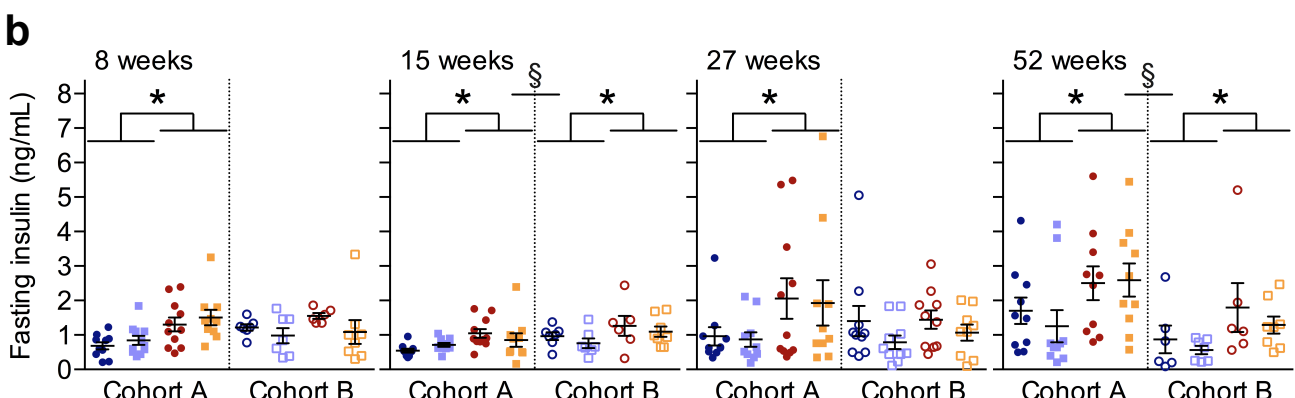 b
8 weeks
15 weeks
27 weeks
52 weeks
§
§
*
*
*
*
*
*
Fasting insulin (ng/mL)
8
7
6
5
4
3
2
1
0
Cohort A
Cohort B
Cohort A
Cohort B
Cohort A
Cohort B
Cohort A
Cohort B